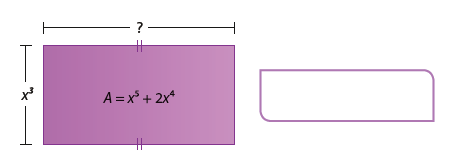 ?
x³
A = x⁵ + 2x⁴